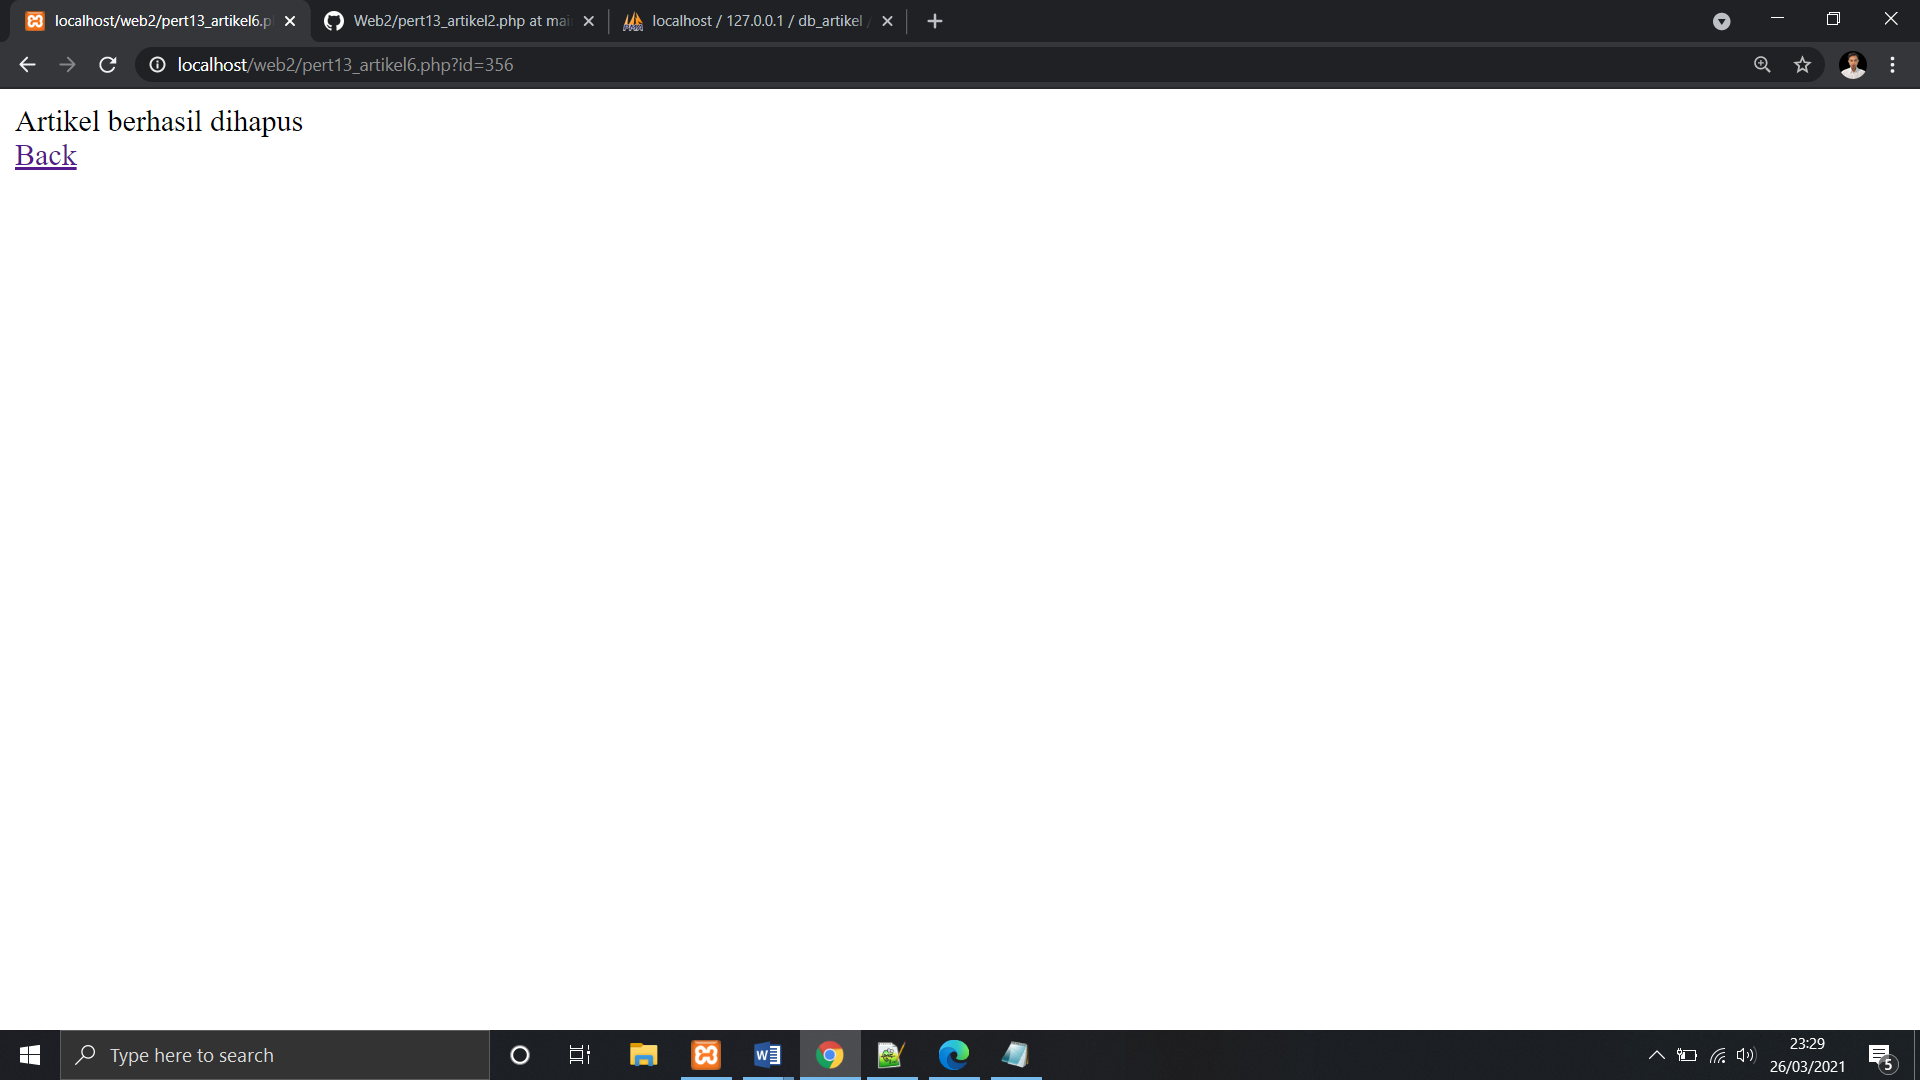 localhost/web2/pert13_artikel6.p
Web2/pert13_artikel2.php at mai
localhost / 127.0.0.1 / db_artikel /
localhost/web2/pert13_artikel6.php?id=356
Artikel berhasil dihapus
Back
Type here to search
23:29
26/03/2021
5